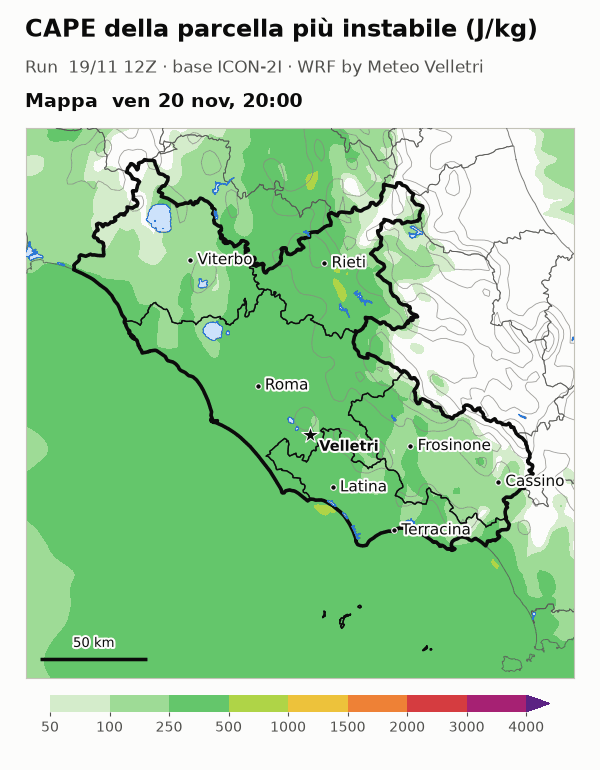 CAPE della parcella più instabile (J/kg)
Run  19/11 12Z · base ICON-2I · WRF by Meteo Velletri
Mappa  ven 20 nov, 20:00
Viterbo
Rieti
Roma
Velletri
Frosinone
Cassino
Latina
Terracina
50 km
50 100 250 500 1000 1500 2000 3000 4000